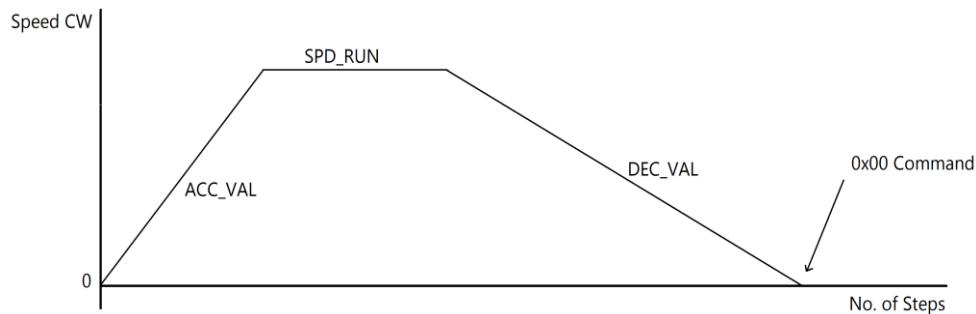 Speed CW
SPD_RUN
ACC_VAL
DEC_VAL
0x00 Command
0
No. of Steps